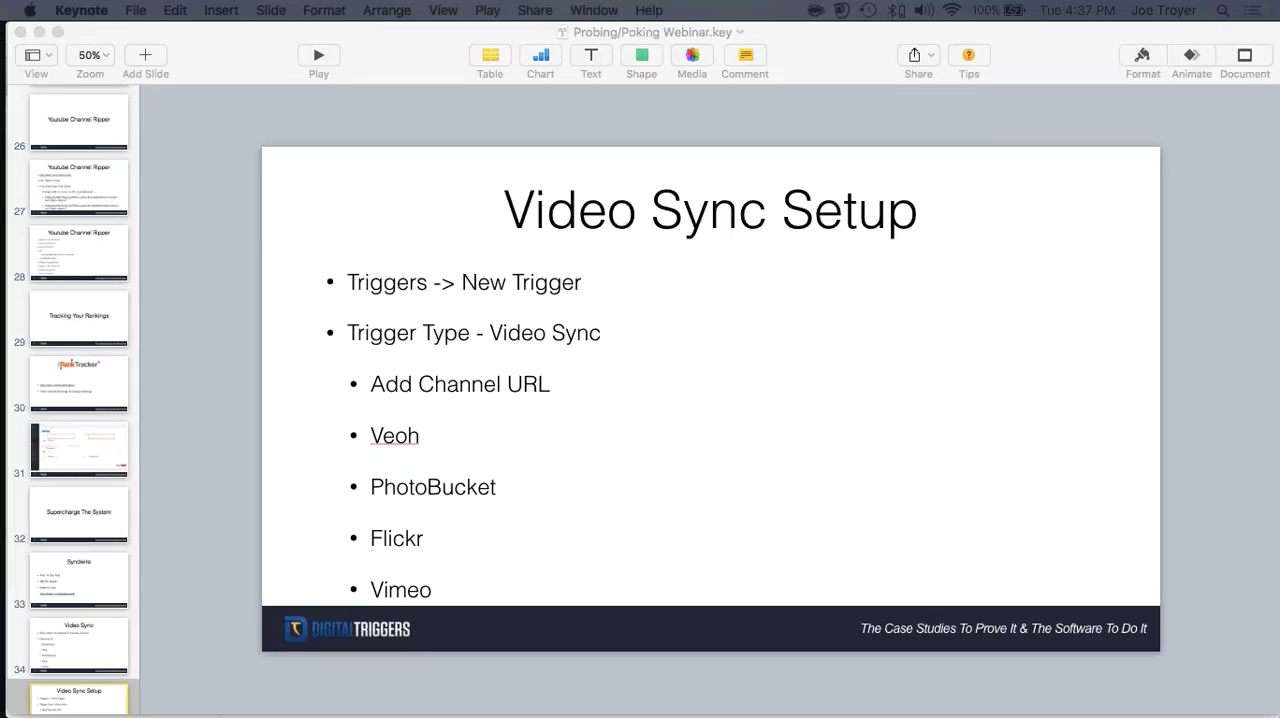 Keynote File Edit Insert Slide Format Arrange View Play Share Window Help 100% Tue 4:37 PM Joe Troyer
Probing/Poking Webinar.key
50%
View Zoom Add Slide Play Table Chart Text Shape Media Comment Share Tips Format Animate Document
Youtube Channel Ripper
26
Youtube Channel Ripper
27
Youtube Channel Ripper
28
Tracking Your Rankings
29
RankTracker
30
31
Supercharge The System
32
Syndwire
33
Video Sync
34
Video Sync Setup
Video Sync Setup
• Triggers -> New Trigger
• Trigger Type - Video Sync
• Add Channel URL
• Veoh
• PhotoBucket
• Flickr
• Vimeo
DIGITALTRIGGERS
The Case Studies To Prove It & The Software To Do It